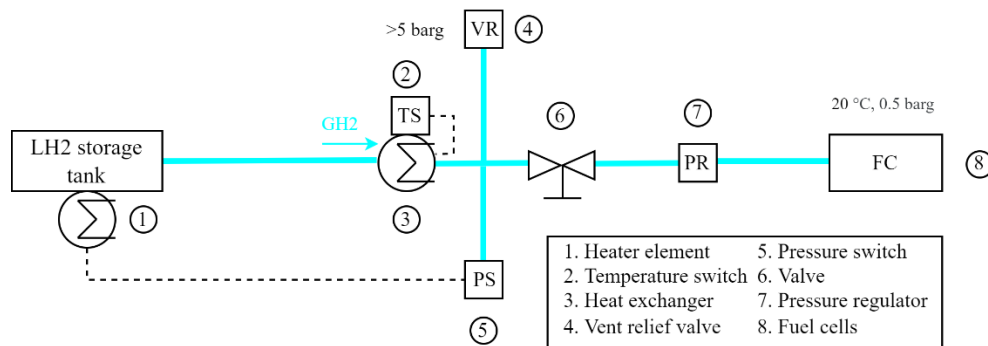 >5 barg
VR
4
2
TS
GH2
6
7
20 °C, 0.5 barg
LH2 storage
tank
PR
FC
8
1
3
PS
5
1. Heater element
2. Temperature switch
3. Heat exchanger
4. Vent relief valve
5. Pressure switch
6. Valve
7. Pressure regulator
8. Fuel cells